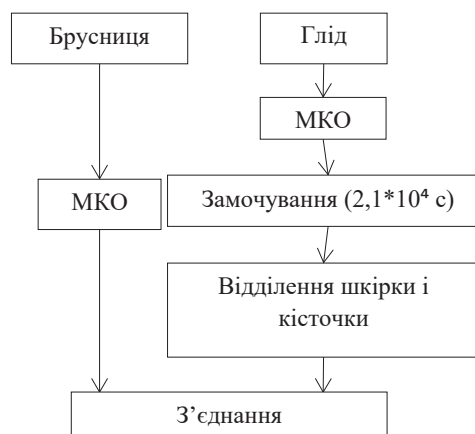 Брусниця
Глід
МКО
МКО
Замочування (2,1*10⁴ с)
Відділення шкірки і
кісточки
З’єднання